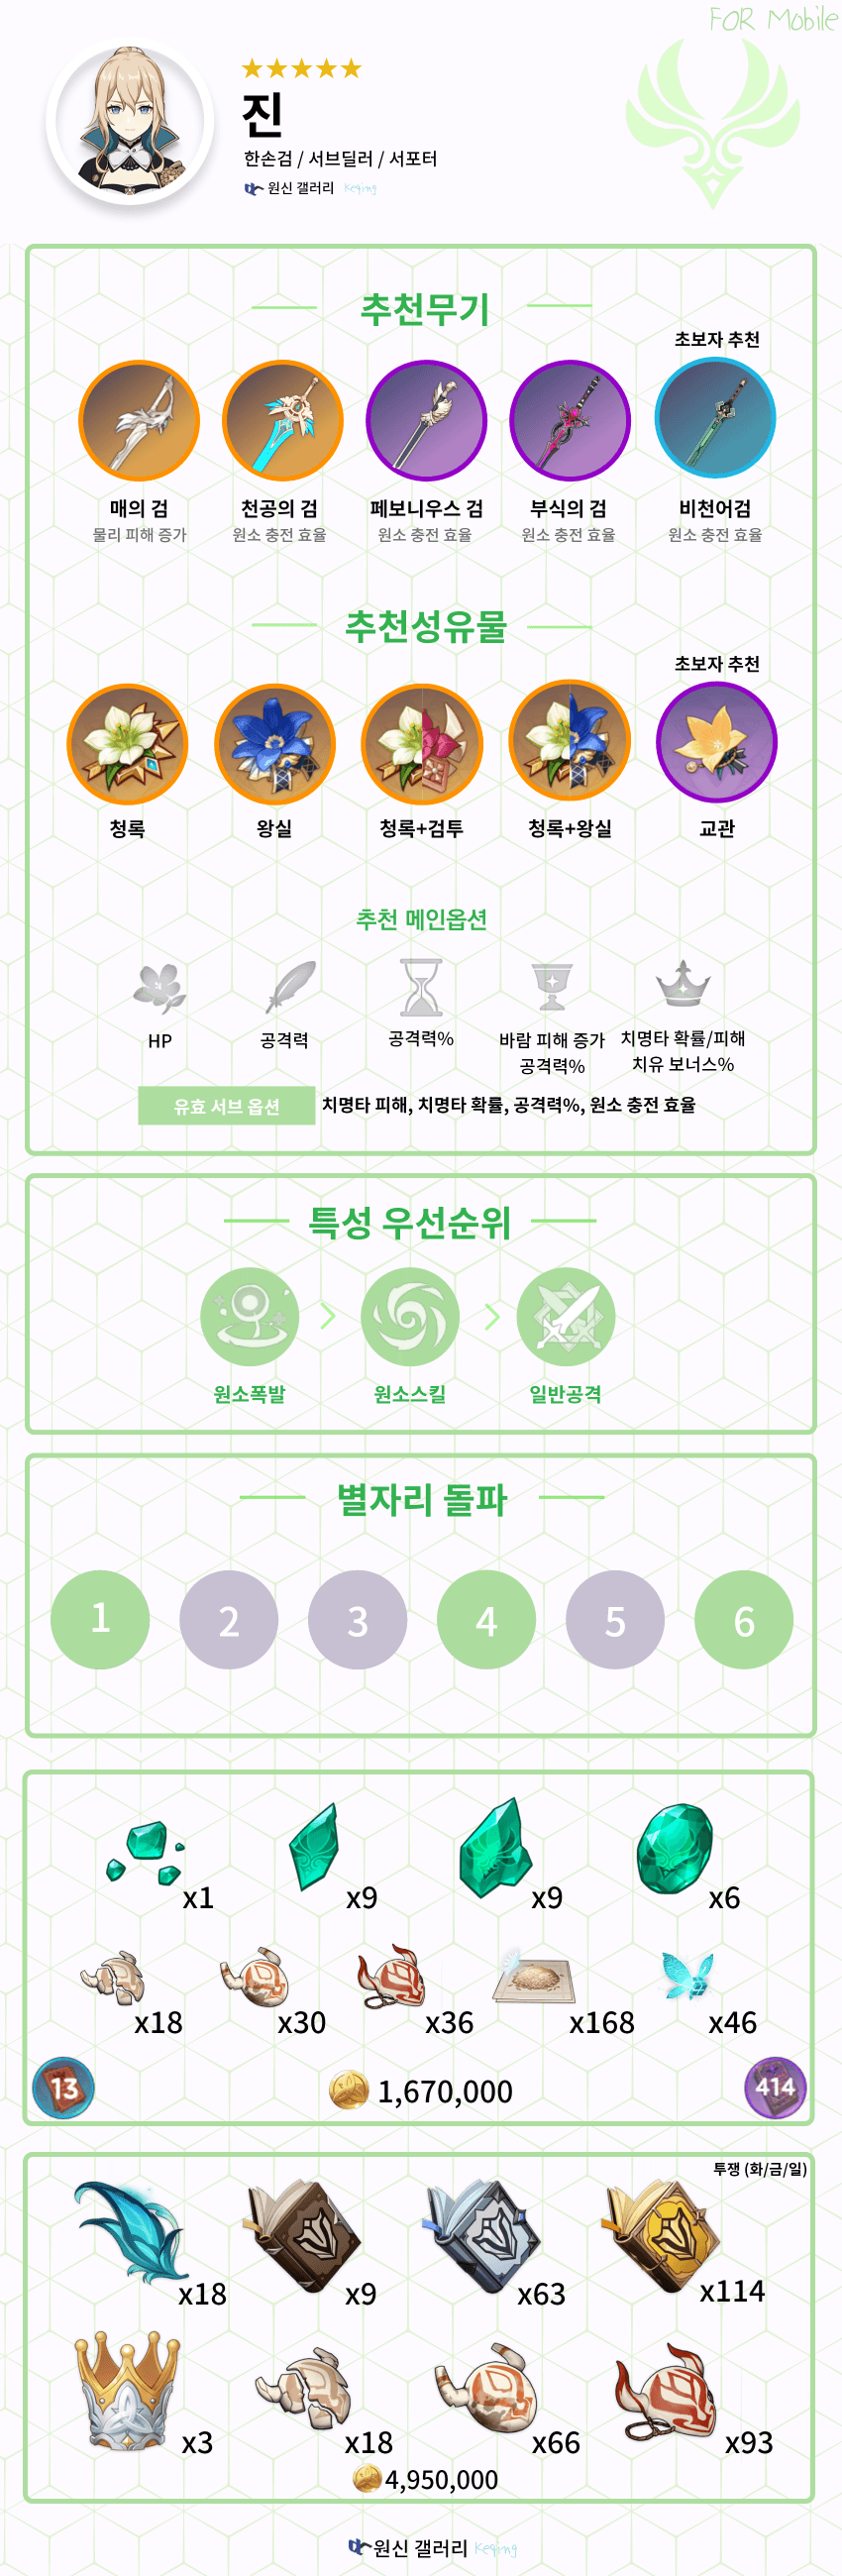 FOR Mobile
진
한손검 / 서브딜러 / 서포터
원신 갤러리 Keqing
추천무기
초보자 추천
매의 검 천공의 검 페보니우스 검 부식의 검 비천어검
물리 피해 증가 원소 충전 효율 원소 충전 효율 원소 충전 효율 원소 충전 효율
추천성유물
초보자 추천
청록 왕실 청록+검투 청록+왕실 교관
추천 메인옵션
HP 공격력 공격력% 바람 피해 증가 치명타 확률/피해
공격력% 치유 보너스%
유효 서브 옵션 치명타 피해, 치명타 확률, 공격력%, 원소 충전 효율
특성 우선순위
원소폭발 원소스킬 일반공격
별자리 돌파
1 2 3 4 5 6
x1 x9 x9 x6
x18 x30 x36 x168 x46
13 1,670,000 414
투쟁 (화/금/일)
x18 x9 x63 x114
x3 x18 x66 x93
4,950,000
원신 갤러리 Keqing